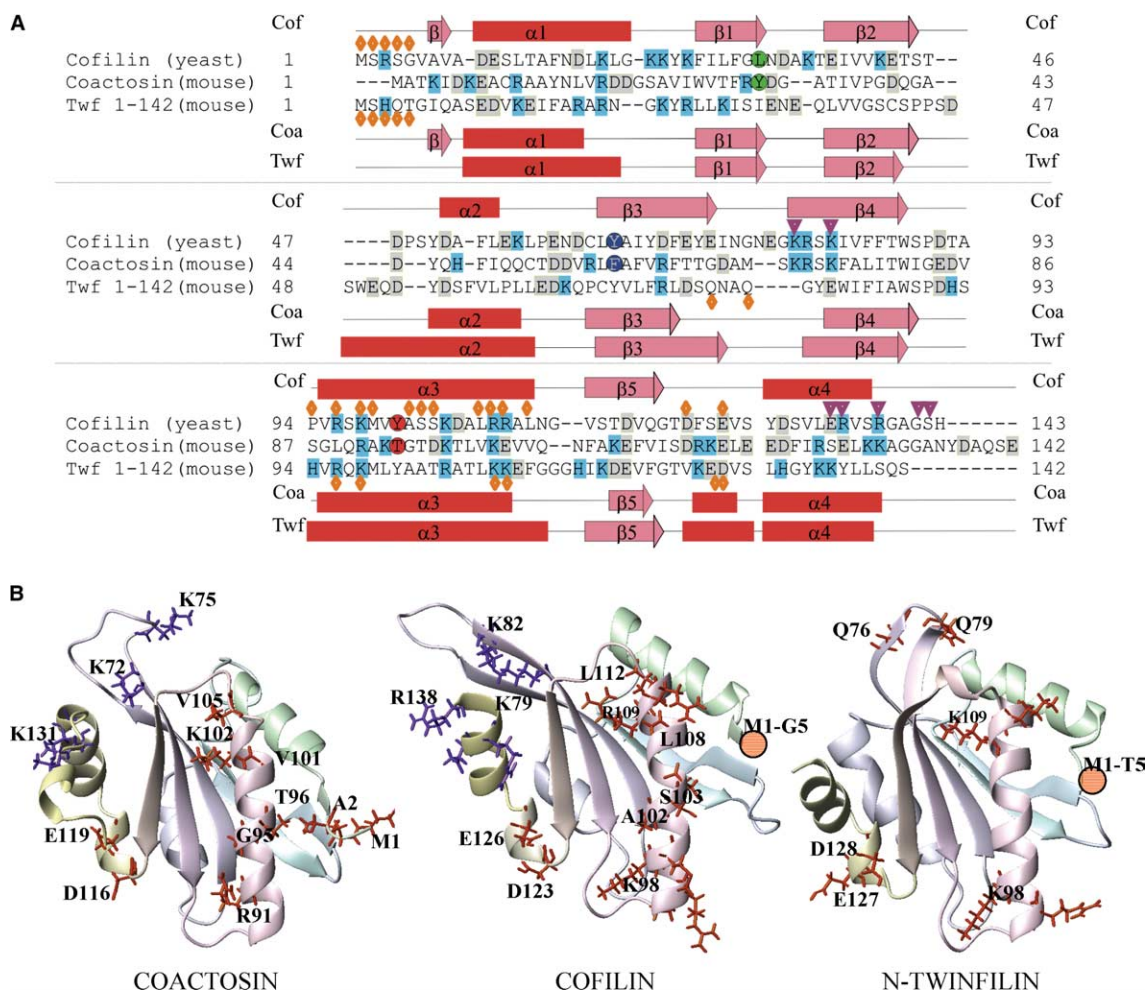 A
Cof β α1 β1 β2 Cof
Cofilin (yeast) 1 MSRSGVAVA-DESLTAFNDLKLG-KKYKFILFGLNDAKTEIVVKETST-- 46
Coactosin (mouse) 1 ---MATKIDKEACRAAYNLVRDDGSAVIWVTFRYDG--ATIVPGDQGA-- 43
Twf 1-142(mouse) 1 MSHQTGIQASEDVKEIFARARN--GKYRLLKISIENE-QLVVGSCSPPSD 47
Coa β α1 β1 β2 Coa
Twf α1 β1 β2 Twf
Cof α2 β3 β4 Cof
Cofilin (yeast) 47 ----DPSYDA-FLEKLPENDCLYAIYDFEYEINGNEGKRSKIVFFTWSPDTA 93
Coactosin(mouse) 44 ----D--YQH-FIQQCTDDVRLFAFVRFTTGDAM-SKRSKFALITWIGEDV 86
Twf 1-142(mouse) 48 SWEQD-YDSFVLPLLEDKQPCYVLFRLDSQNAQ---GYEWIFIAWSPDHS 93
Coa α2 β3 β4 Coa
Twf α2 β3 β4 Twf
Cof α3 β5 α4 Cof
Cofilin (yeast) 94 PVRSKMVYASSKDALRRALNG--VSTDVQGTDFSEVSYDSVLERVSRGAGSH------ 143
Coactosin(mouse) 87 SGLQRAKTGTDKTLVKEVVQ--NFAKEFVISDRKELEEDFIRSELKKAGGANYDAQSE 142
Twf 1-142(mouse) 94 HVRQKMLYAATRATLKKEFGGGHIKDEVFGTVKEDVSLHGYKKYLLSQS------- 142
Coa α3 β5 α4 Coa
Twf α3 β5 α4 Twf
B
K75
K72
V105
K131
K102
V101
T96
A2
G95
M1
E119
D116
R91
COACTOSIN
K82
L112
R138
K79
R109
M1-G5
L108
S103
A102
E126
K98
D123
COFILIN
Q76
Q79
K109
M1-T5
D128
K98
E127
N-TWINFILIN